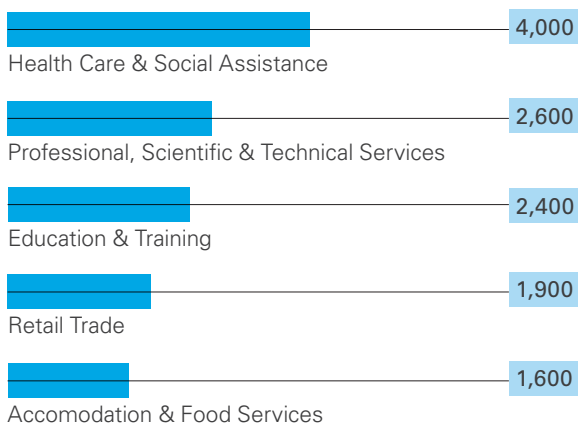 4,000
Health Care & Social Assistance
2,600
Professional, Scientific & Technical Services
2,400
Education & Training
1,900
Retail Trade
1,600
Accomodation & Food Services